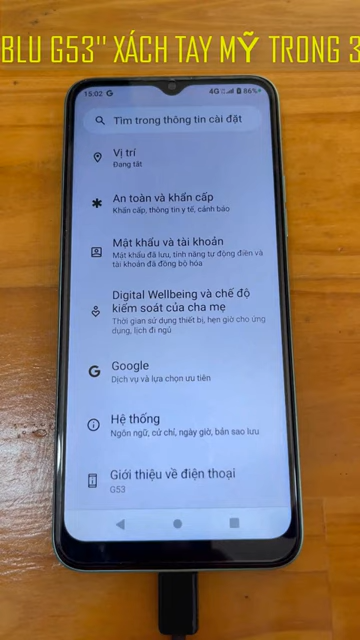 BLU G53" XÁCH TAY MỸ TRONG 3
15:02 G
4G 86%
Tìm trong thông tin cài đặt
Vị trí
Đang tắt
An toàn và khẩn cấp
Khẩn cấp, thông tin y tế, cảnh báo
Mật khẩu và tài khoản
Mật khẩu đã lưu, tính năng tự động điền và
tài khoản đã đồng bộ hóa
Digital Wellbeing và chế độ
kiểm soát của cha mẹ
Thời gian sử dụng thiết bị, hẹn giờ cho ứng
dụng, lịch đi ngủ
Google
Dịch vụ và lựa chọn ưu tiên
Hệ thống
Ngôn ngữ, cử chỉ, ngày giờ, bản sao lưu
Giới thiệu về điện thoại
G53